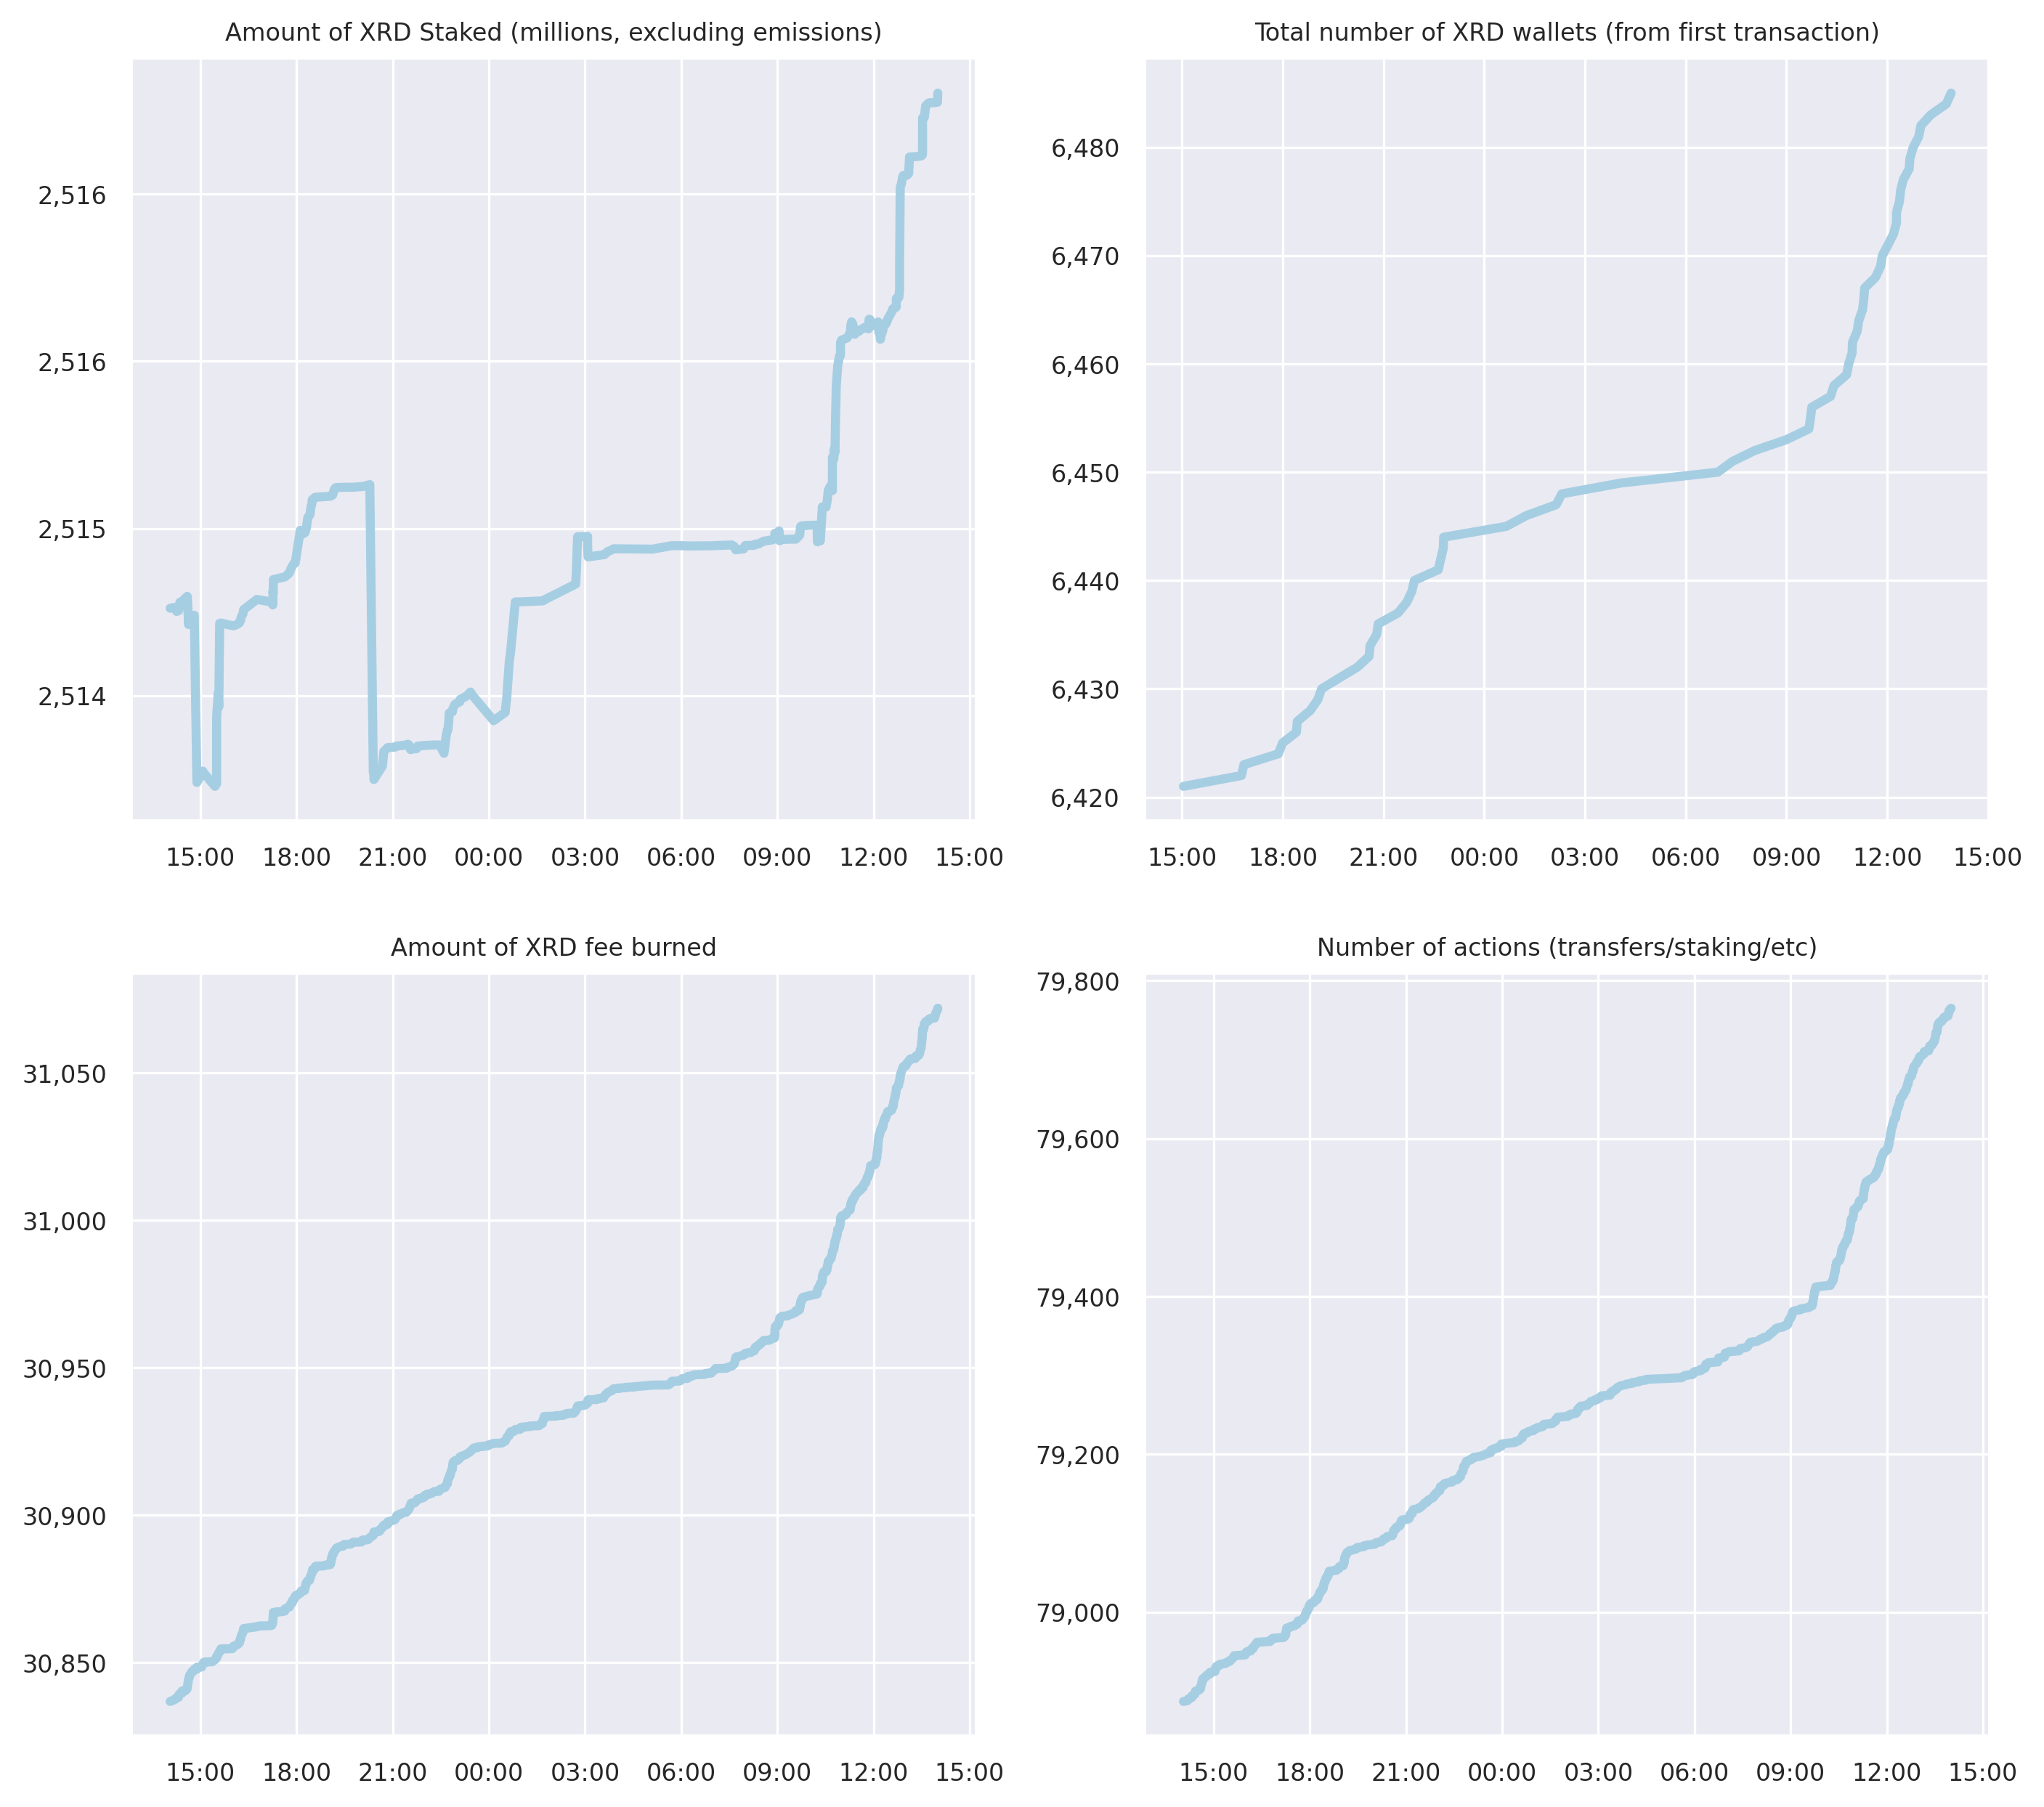 Amount of XRD Staked (millions, excluding emissions)
2,516
2,516
2,515
2,514
15:00 18:00 21:00 00:00 03:00 06:00 09:00 12:00 15:00
Total number of XRD wallets (from first transaction)
6,480
6,470
6,460
6,450
6,440
6,430
6,420
15:00 18:00 21:00 00:00 03:00 06:00 09:00 12:00 15:00
Amount of XRD fee burned
31,050
31,000
30,950
30,900
30,850
15:00 18:00 21:00 00:00 03:00 06:00 09:00 12:00 15:00
Number of actions (transfers/staking/etc)
79,800
79,600
79,400
79,200
79,000
15:00 18:00 21:00 00:00 03:00 06:00 09:00 12:00 15:00